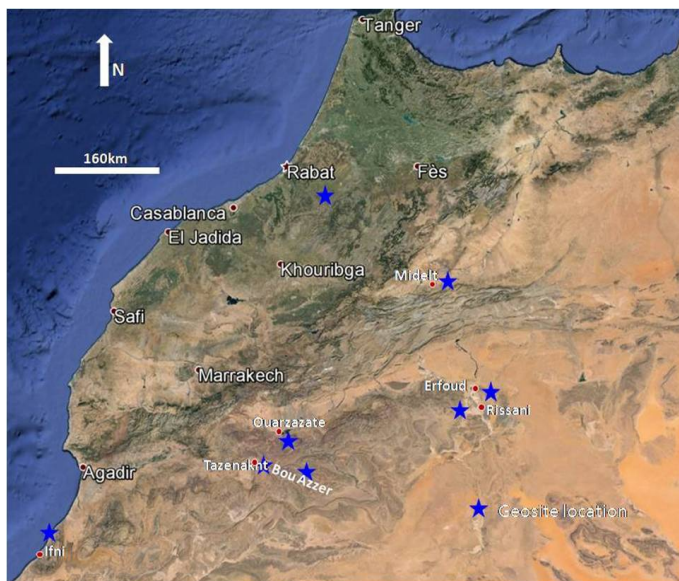 Tanger
N
160km
Rabat
Fès
Casablanca
El Jadida
Khouribga
Midelt
Safi
Marrakech
Erfoud
Rissani
Ouarzazate
Tazenakht
Bou Azzer
Agadir
Geosite location
Ifni